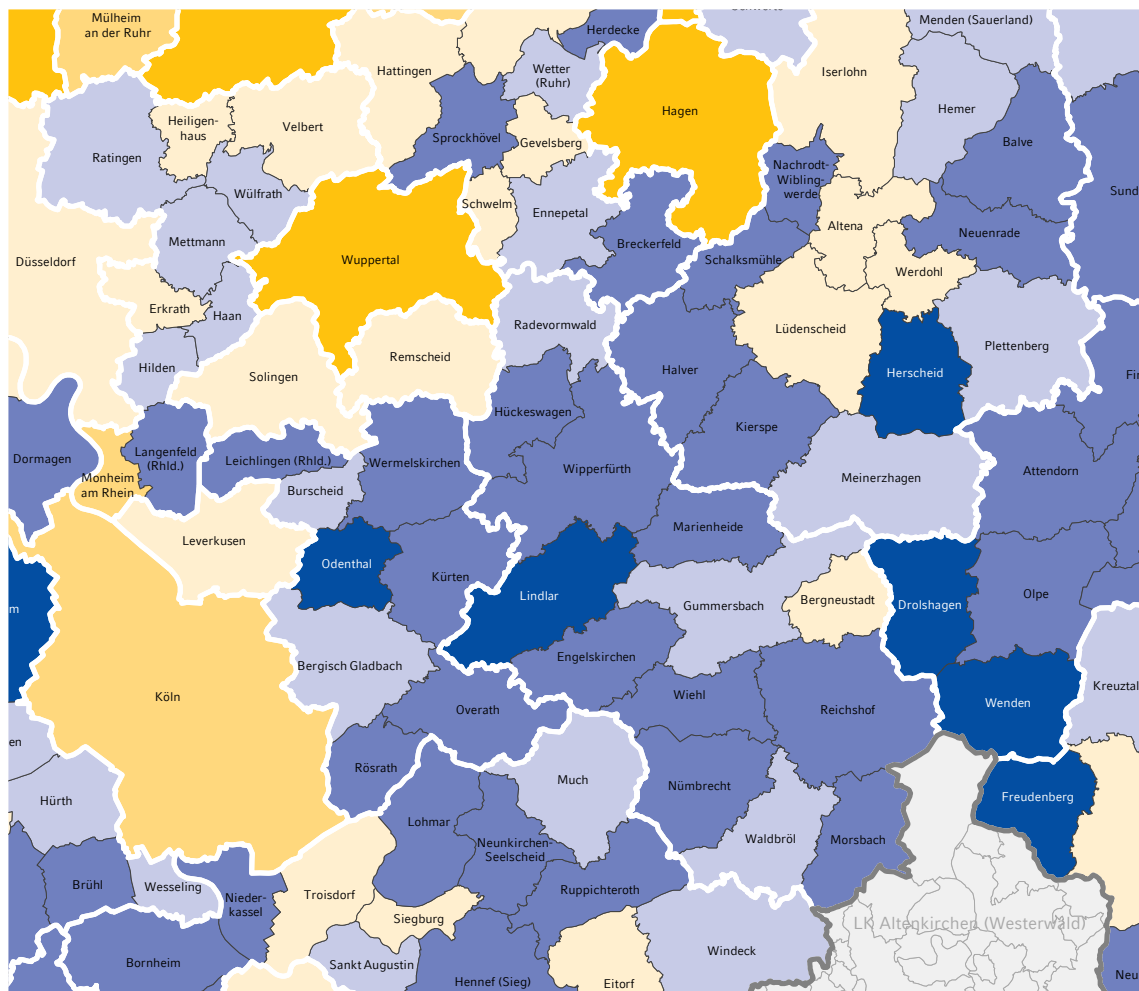 Mülheim
an der Ruhr
Herdecke
Menden (Sauerland)
Hattingen
Wetter
(Ruhr)
Iserlohn
Hagen
Hemer
Heiligen-
haus
Velbert
Sprockhövel
Gevelsberg
Balve
Ratingen
Nachrodt-
Wibling-
werde
Wülfrath
Schwelm
Ennepetal
Sund
Mettmann
Breckerfeld
Altena
Neuenrade
Düsseldorf
Wuppertal
Schalksmühle
Werdohl
Erkrath
Haan
Radevormwald
Lüdenscheid
Plettenberg
Remscheid
Hilden
Solingen
Halver
Herscheid
Fin
Hückeswagen
Kierspe
Dormagen
Langenfeld
(Rhld.)
Leichlingen (Rhld.)
Wermelskirchen
Wipperfürth
Attendorn
Monheim
am Rhein
Burscheid
Meinerzhagen
Leverkusen
Marienheide
Odenthal
Kürten
Lindlar
Gummersbach
Bergneustadt
Drolshagen
Olpe
m
Engelskirchen
Bergisch Gladbach
Köln
Overath
Wiehl
Reichshof
Wenden
Kreuztal
en
Rösrath
Much
Nümbrecht
Hürth
Freudenberg
Lohmar
Neunkirchen-
Seelscheid
Waldbröl
Morsbach
Brühl
Wesseling
Nieder-
kassel
Troisdorf
Siegburg
Ruppichteroth
LK Altenkirchen (Westerwald)
Bornheim
Sankt Augustin
Hennef (Sieg)
Eitorf
Windeck
Neu